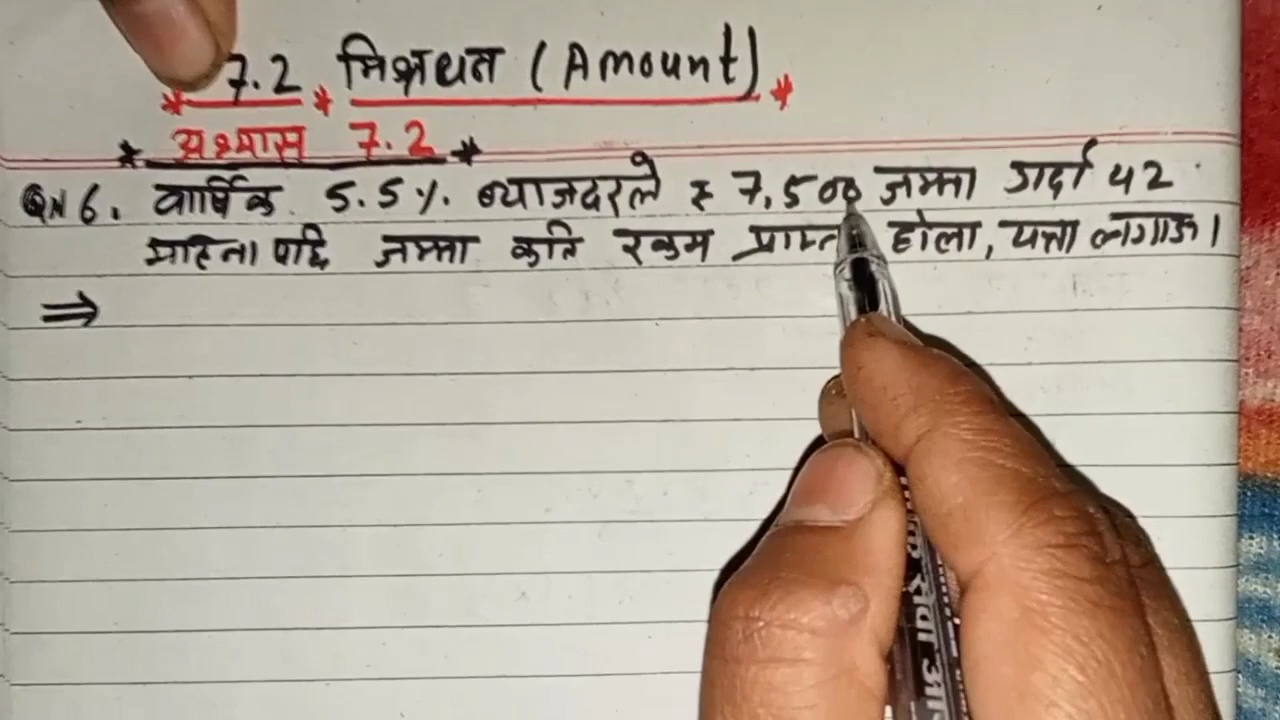 7.2 मिश्रधन (Amount)
अभ्यास 7.2
QN 6. वार्षिक 5.5% ब्याजदरले ₹ 7,500 जम्मा गर्दा 42
महिना पछि जम्मा कति रकम प्राप्त होला, पत्ता लगाऊ।
⇒